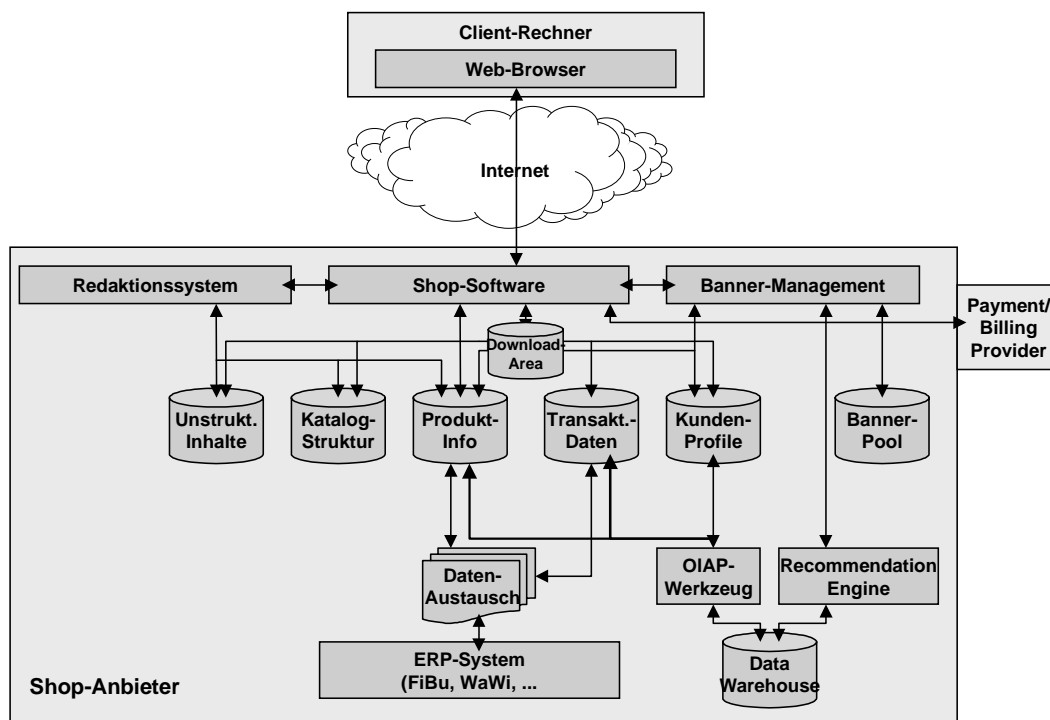 Client-Rechner
Web-Browser
Internet
Redaktionssystem
Shop-Software
Banner-Management
Payment/
Billing
Provider
Download-
Area
Unstrukt.
Inhalte
Katalog-
Struktur
Produkt-
Info
Transakt.-
Daten
Kunden-
Profile
Banner-
Pool
Daten-
Austausch
OIAP-
Werkzeug
Recommendation
Engine
ERP-System
(FiBu, WaWi, ...
Data
Warehouse
Shop-Anbieter